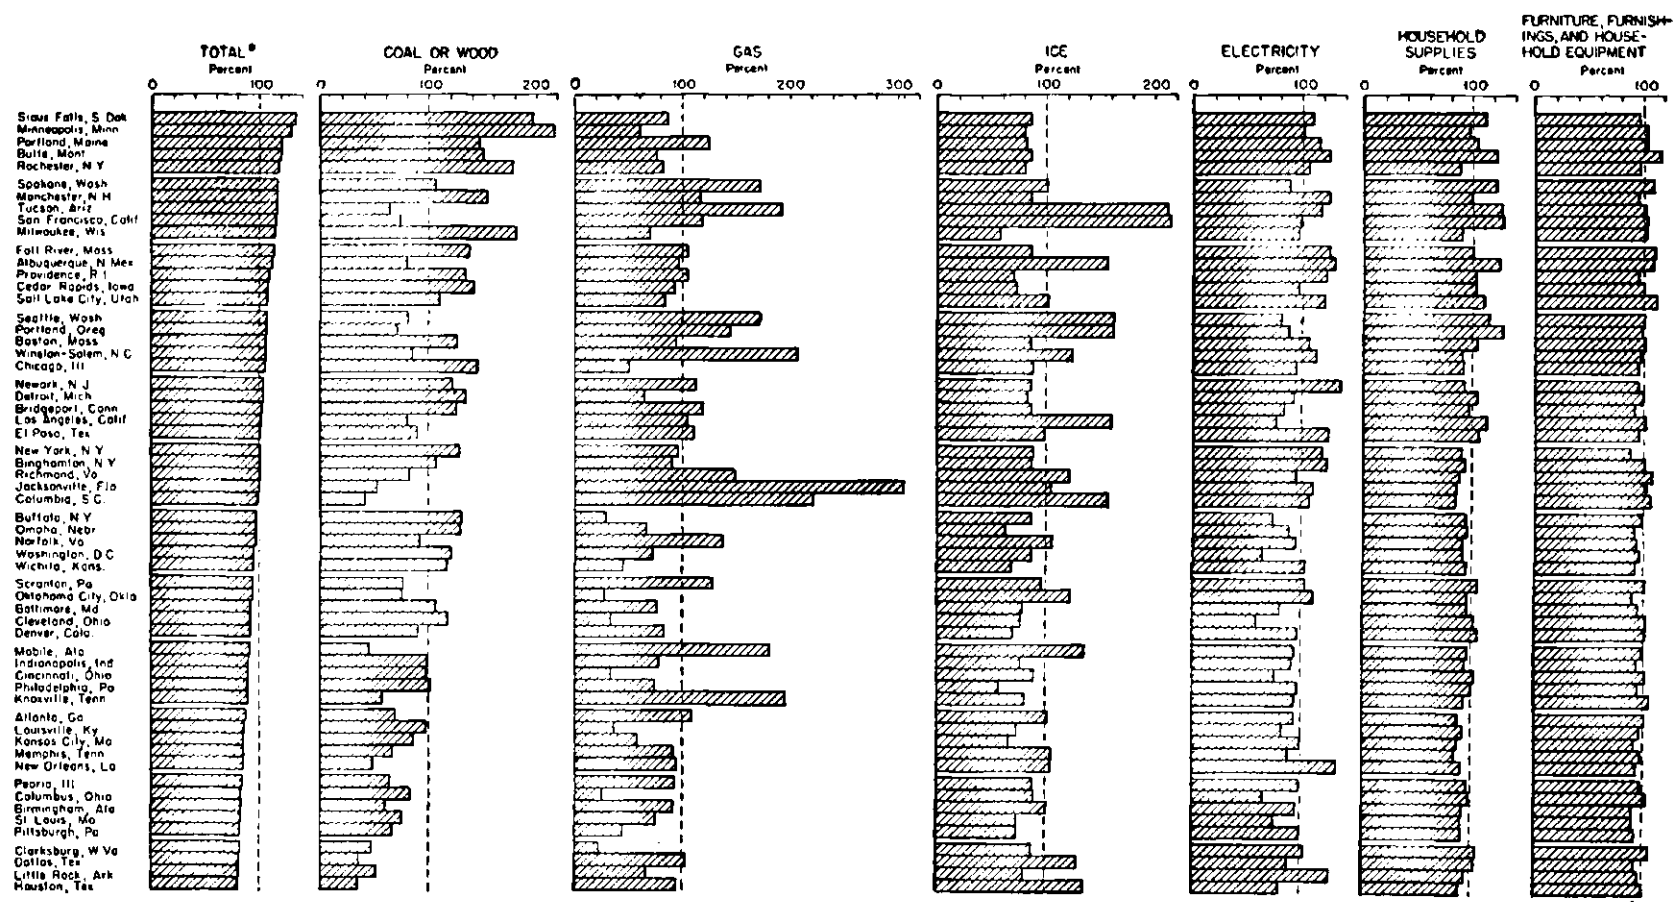 TOTAL*
Percent
0 100
COAL OR WOOD
Percent
0 100 200
GAS
Percent
0 100 200 300
ICE
Percent
0 100 200
ELECTRICITY
Percent
0 100
HOUSEHOLD
SUPPLIES
Percent
0 100
FURNITURE, FURNISH-
INGS, AND HOUSE-
HOLD EQUIPMENT
Percent
0 100
Sioux Falls, S Dak
Minneapolis, Minn
Portland, Maine
Butte, Mont
Rochester, N Y
Spokane, Wash
Manchester, N H
Tucson, Ariz
San Francisco, Calif
Milwaukee, Wis
Fall River, Mass
Albuquerque, N Mex
Providence, R I
Cedar Rapids, Iowa
Salt Lake City, Utah
Seattle, Wash
Portland, Oreg
Boston, Mass
Winston-Salem, N C
Chicago, Ill
Newark, N J
Detroit, Mich
Bridgeport, Conn
Los Angeles, Calif
El Paso, Tex
New York, N Y
Binghamton, N Y
Richmond, Va
Jacksonville, Fla
Columbia, S C.
Buffalo, N Y
Omaha, Nebr
Norfolk, Va
Washington, D C
Wichita, Kans.
Scranton, Pa
Oklahoma City, Okla
Baltimore, Md
Cleveland, Ohio
Denver, Colo.
Mobile, Ala
Indianapolis, Ind
Cincinnati, Ohio
Philadelphia, Pa
Knoxville, Tenn
Atlanta, Ga
Louisville, Ky
Kansas City, Mo
Memphis, Tenn
New Orleans, La
Peoria, Ill
Columbus, Ohio
Birmingham, Ala
St Louis, Mo
Pittsburgh, Pa
Clarksburg, W Va
Dallas, Tex
Little Rock, Ark
Houston, Tex